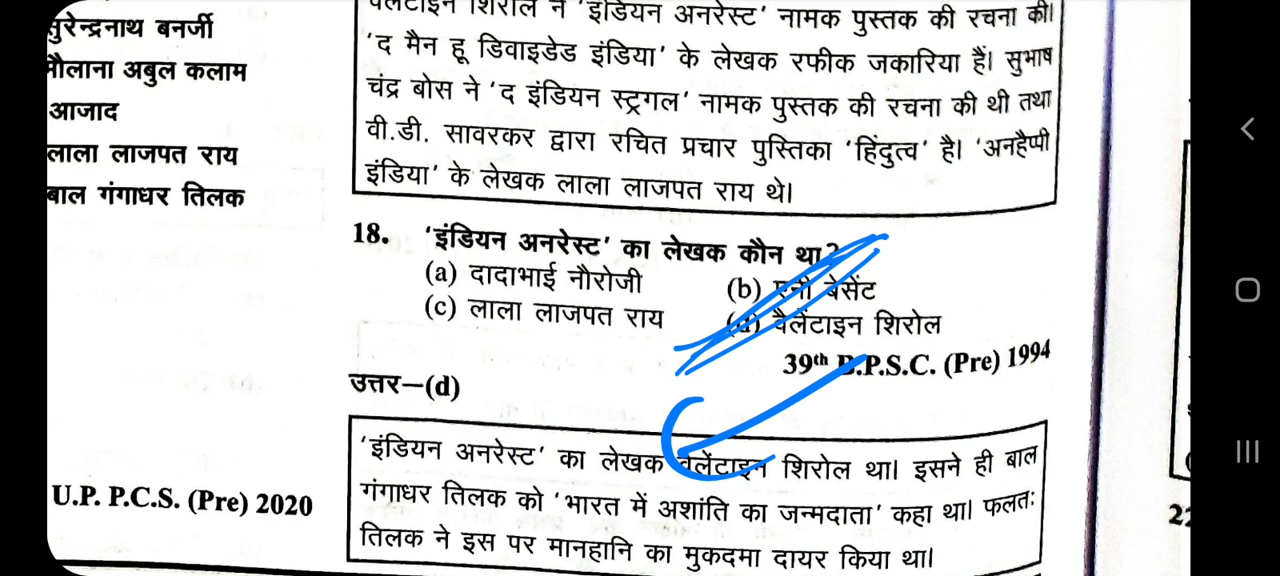 सुरेन्द्रनाथ बनर्जी
मौलाना अबुल कलाम
आजाद
लाला लाजपत राय
बाल गंगाधर तिलक
U.P. P.C.S. (Pre) 2020
वैलेंटाइन शिरोल ने 'इंडियन अनरेस्ट' नामक पुस्तक की रचना की।
'द मैन हू डिवाइडेड इंडिया' के लेखक रफीक जकारिया हैं। सुभाष
चंद्र बोस ने 'द इंडियन स्ट्रगल' नामक पुस्तक की रचना की थी तथा
वी.डी. सावरकर द्वारा रचित प्रचार पुस्तिका 'हिंदुत्व' है। 'अनहैप्पी
इंडिया' के लेखक लाला लाजपत राय थे।
18. 'इंडियन अनरेस्ट' का लेखक कौन था?
(a) दादाभाई नौरोजी (b) एनी बेसेंट
(c) लाला लाजपत राय (d) वैलेंटाइन शिरोल
39th B.P.S.C. (Pre) 1994
उत्तर–(d)
'इंडियन अनरेस्ट' का लेखक वैलेंटाइन शिरोल था। इसने ही बाल
गंगाधर तिलक को 'भारत में अशांति का जन्मदाता' कहा था। फलतः
तिलक ने इस पर मानहानि का मुकदमा दायर किया था।